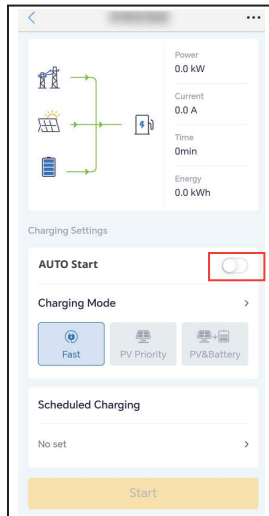 Power
0.0 kW
Current
0.0 A
Time
0min
Energy
0.0 kWh
Charging Settings
AUTO Start
Charging Mode
Fast
PV Priority
PV&Battery
Scheduled Charging
No set
Start